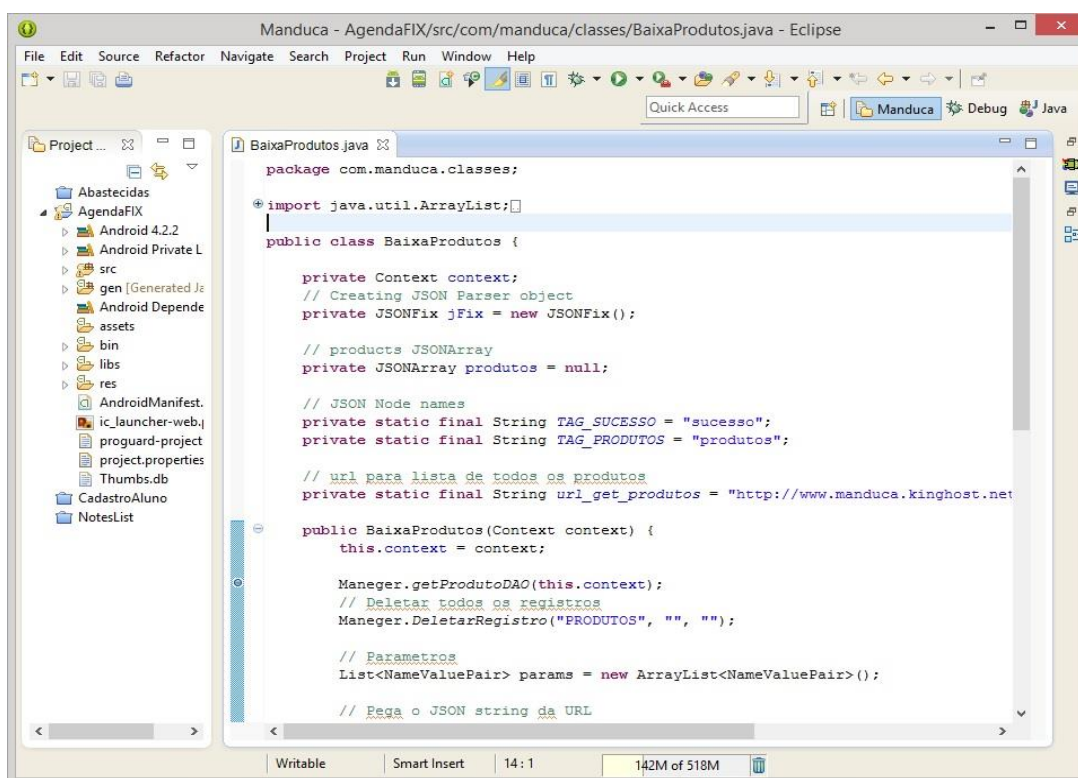 Manduca - AgendaFIX/src/com/manduca/classes/BaixaProdutos.java - Eclipse
File Edit Source Refactor Navigate Search Project Run Window Help
Quick Access
Manduca Debug Java
Project ...
BaixaProdutos.java
Abastecidas
AgendaFIX
Android 4.2.2
Android Private L
src
gen [Generated Ja
Android Depende
assets
bin
libs
res
AndroidManifest.
ic_launcher-web.p
proguard-project
project.properties
Thumbs.db
CadastroAluno
NotesList
package com.manduca.classes;
import java.util.ArrayList;
public class BaixaProdutos {
private Context context;
// Creating JSON Parser object
private JSONFix jFix = new JSONFix();
// products JSONArray
private JSONArray produtos = null;
// JSON Node names
private static final String TAG_SUCESSO = "sucesso";
private static final String TAG_PRODUTOS = "produtos";
// url para lista de todos os produtos
private static final String url_get_produtos = "http://www.manduca.kinghost.net
public BaixaProdutos(Context context) {
this.context = context;
Maneger.getProdutoDAO(this.context);
// Deletar todos os registros
Maneger.DeletarRegistro("PRODUTOS", "", "");
// Parametros
List<NameValuePair> params = new ArrayList<NameValuePair>();
// Pega o JSON string da URL
Writable Smart Insert 14 : 1 142M of 518M